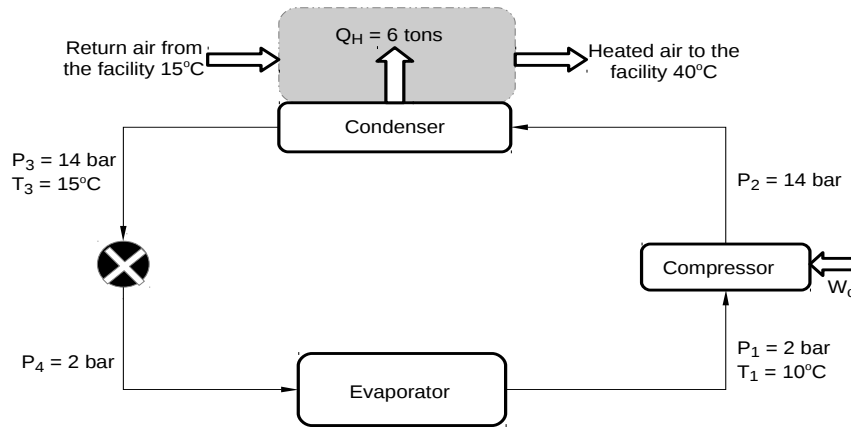 Return air from
the facility 15°C
Q_H = 6 tons
Heated air to the
facility 40°C
Condenser
P_3 = 14 bar
T_3 = 15°C
P_2 = 14 bar
Compressor
P_4 = 2 bar
Evaporator
P_1 = 2 bar
T_1 = 10°C